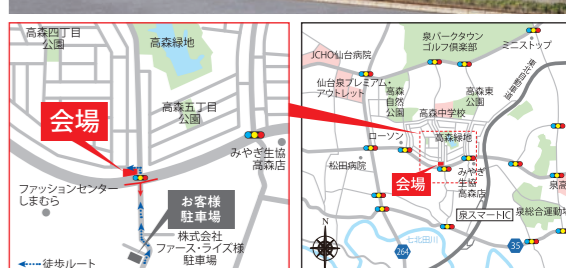 高森四丁目
公園
高森緑地
高森五丁目
公園
会場
みやぎ生協
高森店
ファッションセンター
しまむら
お客様
駐車場
株式会社
ファース・ライズ様
駐車場
徒歩ルート
泉パークタウン
ゴルフ倶楽部
ミニストップ
JCHO仙台病院
東北自動車道
仙台泉プレミアム・
アウトレット
高森
自然
公園
高森東
公園
高森中学校
ローソン
高森緑地
松田病院
みやぎ
生協
高森店
会場
泉スマートIC
泉総合運動場
七北田川
N
264
35